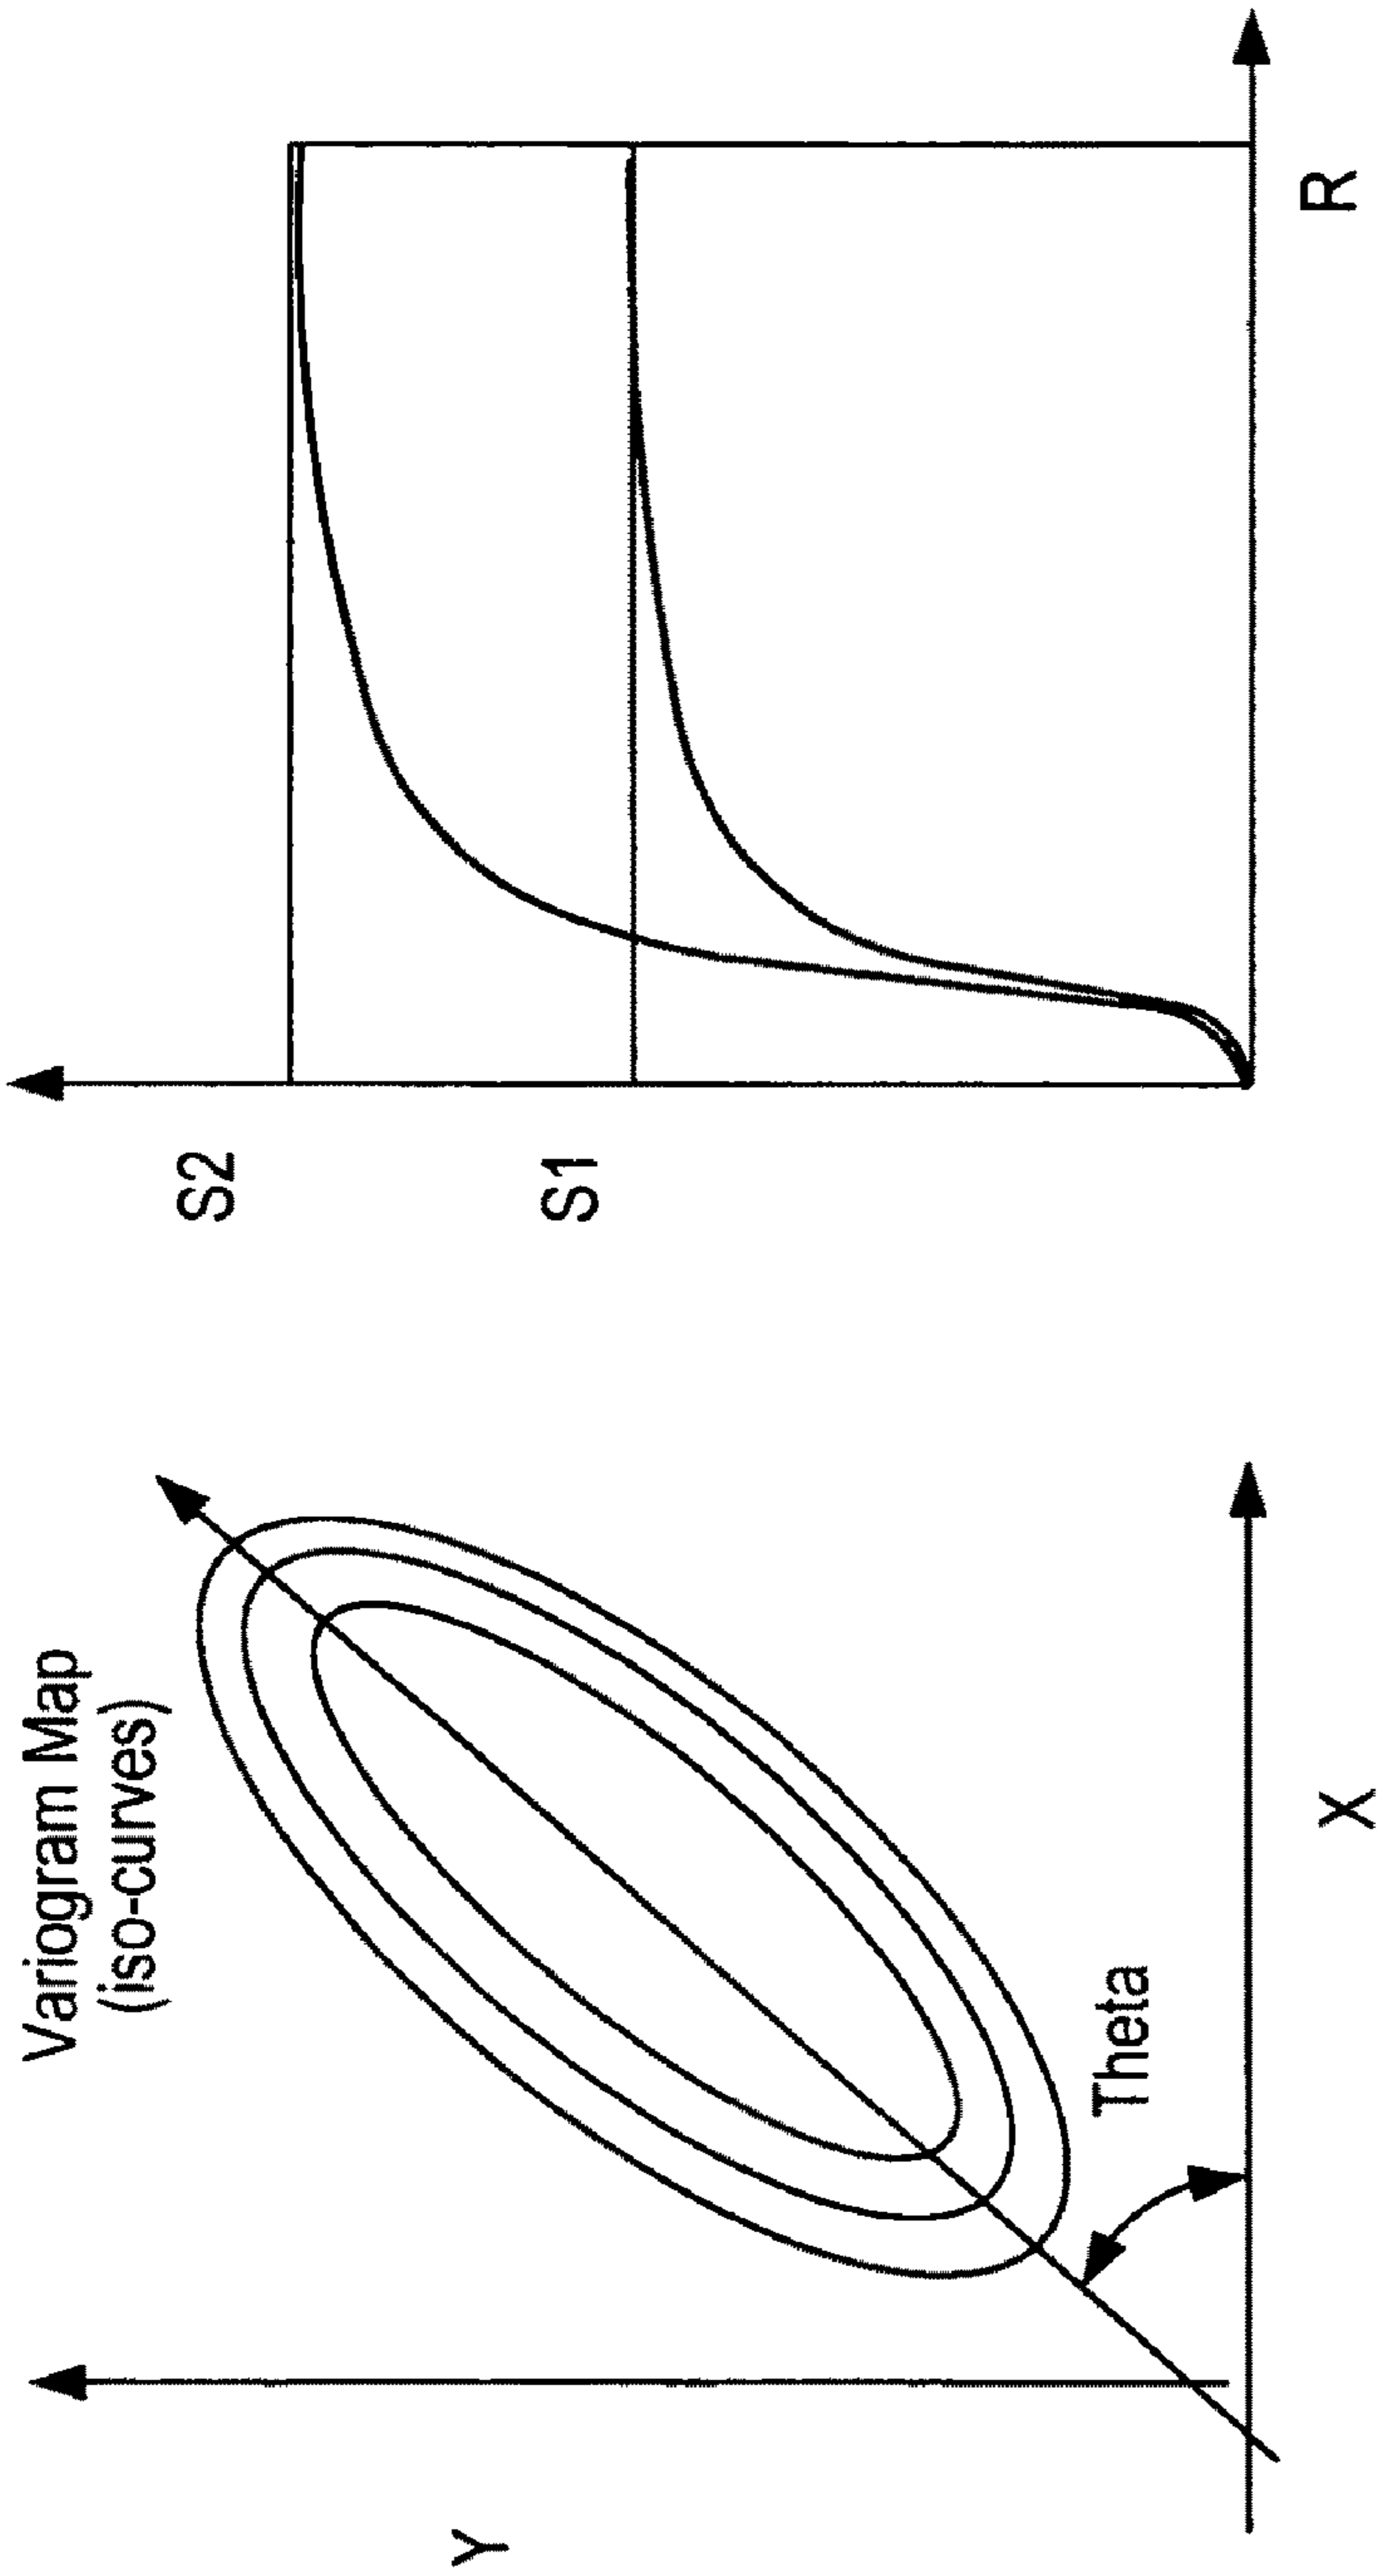 Variogram Map
(iso-curves)
Y
Theta
X
S2
S1
R